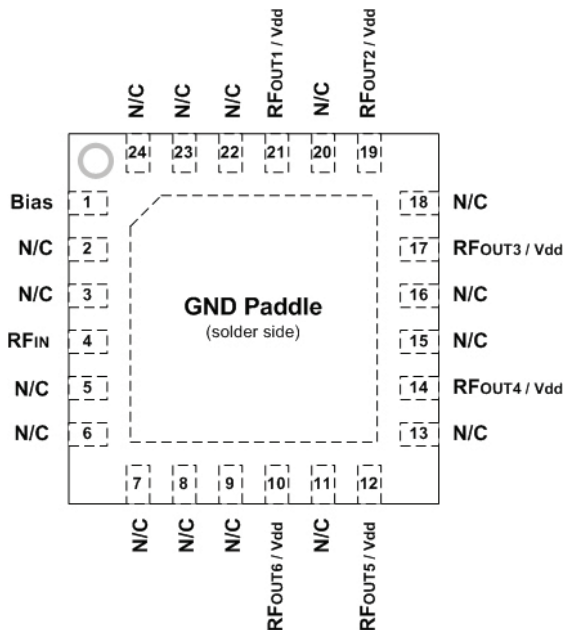 N/C N/C N/C RFOUT1 / Vdd N/C RFOUT2 / Vdd
24 23 22 21 20 19
Bias 1 18 N/C
N/C 2 17 RFOUT3 / Vdd
N/C 3 16 N/C
GND Paddle
(solder side)
RFIN 4 15 N/C
N/C 5 14 RFOUT4 / Vdd
N/C 6 13 N/C
7 8 9 10 11 12
N/C N/C N/C RFOUT6 / Vdd N/C RFOUT5 / Vdd